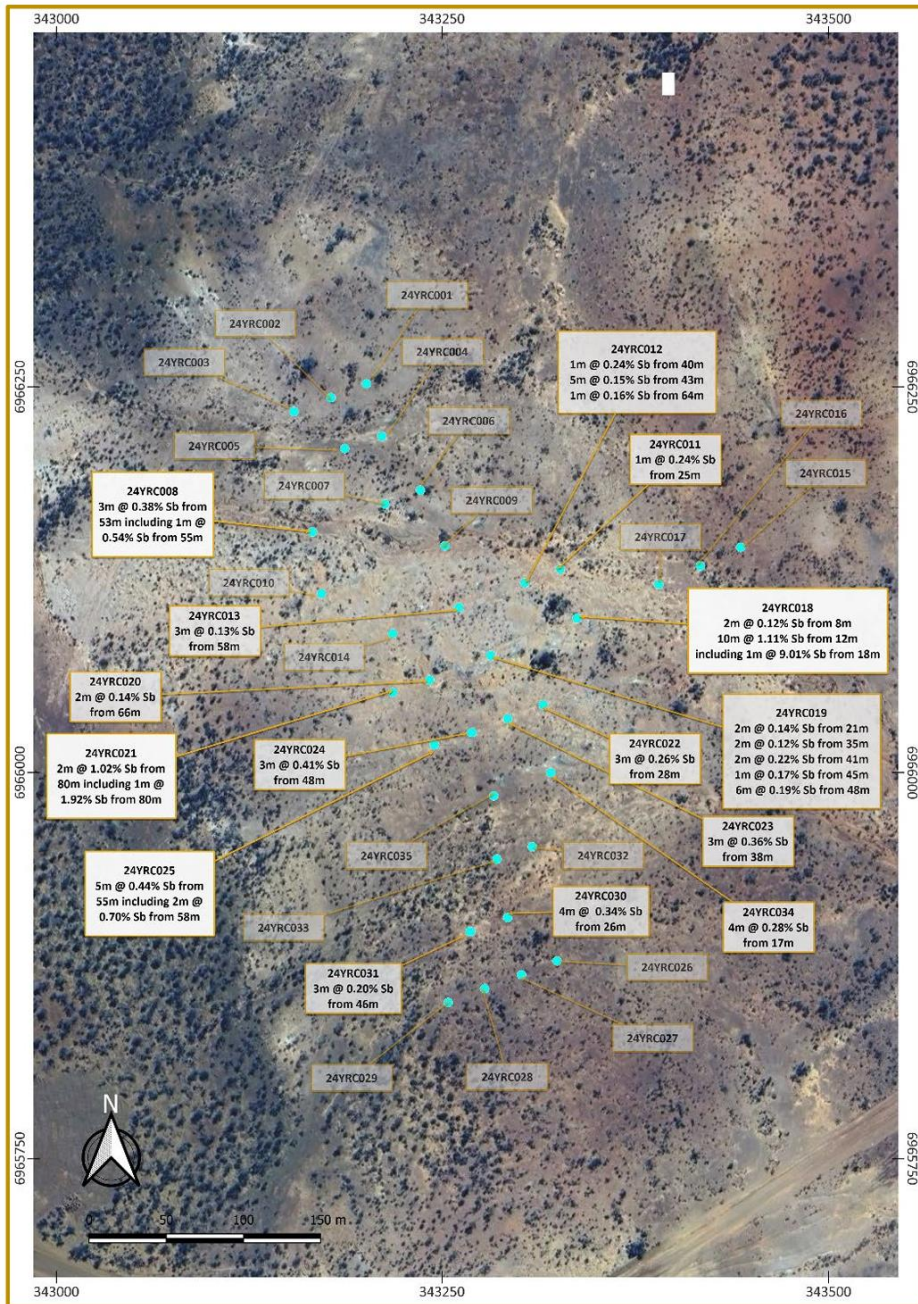 343000
343250
343500
24YRC001
24YRC002
24YRC003
24YRC004
24YRC012
1m @ 0.24% Sb from 40m
5m @ 0.15% Sb from 43m
1m @ 0.16% Sb from 64m
6966250
6966250
24YRC005
24YRC006
24YRC016
24YRC011
1m @ 0.24% Sb
from 25m
24YRC015
24YRC007
24YRC009
24YRC008
3m @ 0.38% Sb from
53m including 1m @
0.54% Sb from 55m
24YRC017
24YRC010
24YRC013
3m @ 0.13% Sb
from 58m
24YRC018
2m @ 0.12% Sb from 8m
10m @ 1.11% Sb from 12m
including 1m @ 9.01% Sb from 18m
24YRC014
24YRC020
2m @ 0.14% Sb
from 66m
24YRC019
2m @ 0.14% Sb from 21m
2m @ 0.12% Sb from 35m
2m @ 0.22% Sb from 41m
1m @ 0.17% Sb from 45m
6m @ 0.19% Sb from 48m
24YRC021
2m @ 1.02% Sb from
80m including 1m @
1.92% Sb from 80m
24YRC024
3m @ 0.41% Sb
from 48m
24YRC022
3m @ 0.26% Sb
from 28m
6966000
6966000
24YRC023
3m @ 0.36% Sb
from 38m
24YRC035
24YRC032
24YRC025
5m @ 0.44% Sb from
55m including 2m @
0.70% Sb from 58m
24YRC030
4m @ 0.34% Sb
from 26m
24YRC034
4m @ 0.28% Sb
from 17m
24YRC033
24YRC031
3m @ 0.20% Sb
from 46m
24YRC026
24YRC027
24YRC029
24YRC028
N
6965750
6965750
0 50 100 150 m
343000
343250
343500